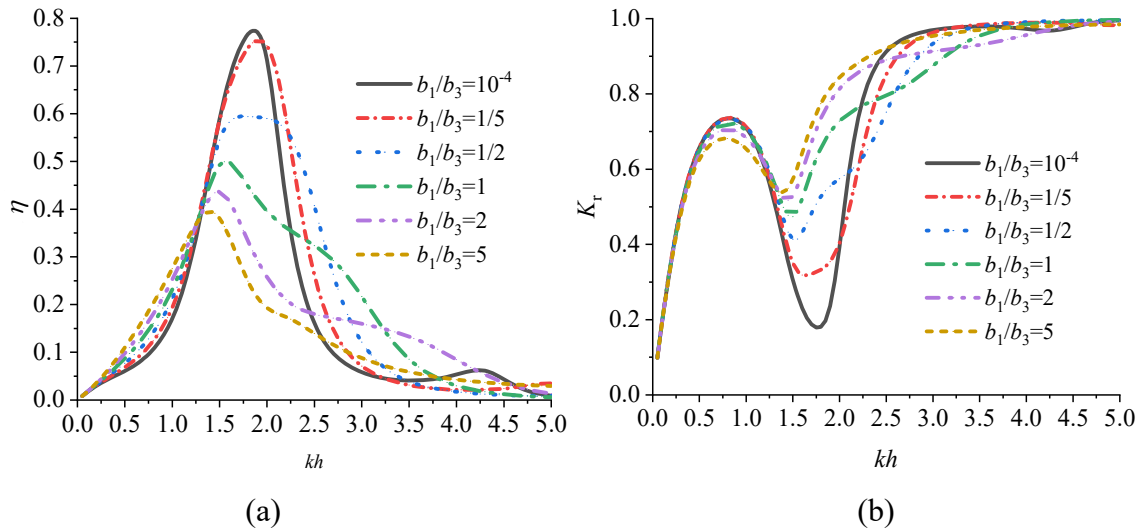 0.8
0.7
0.6
0.5
0.4
0.3
0.2
0.1
0.0
η
0.0 0.5 1.0 1.5 2.0 2.5 3.0 3.5 4.0 4.5 5.0
kh
b₁/b₃=10⁻⁴
b₁/b₃=1/5
b₁/b₃=1/2
b₁/b₃=1
b₁/b₃=2
b₁/b₃=5
(a)
1.0
0.8
0.6
0.4
0.2
0.0
Kᵣ
0.0 0.5 1.0 1.5 2.0 2.5 3.0 3.5 4.0 4.5 5.0
kh
b₁/b₃=10⁻⁴
b₁/b₃=1/5
b₁/b₃=1/2
b₁/b₃=1
b₁/b₃=2
b₁/b₃=5
(b)